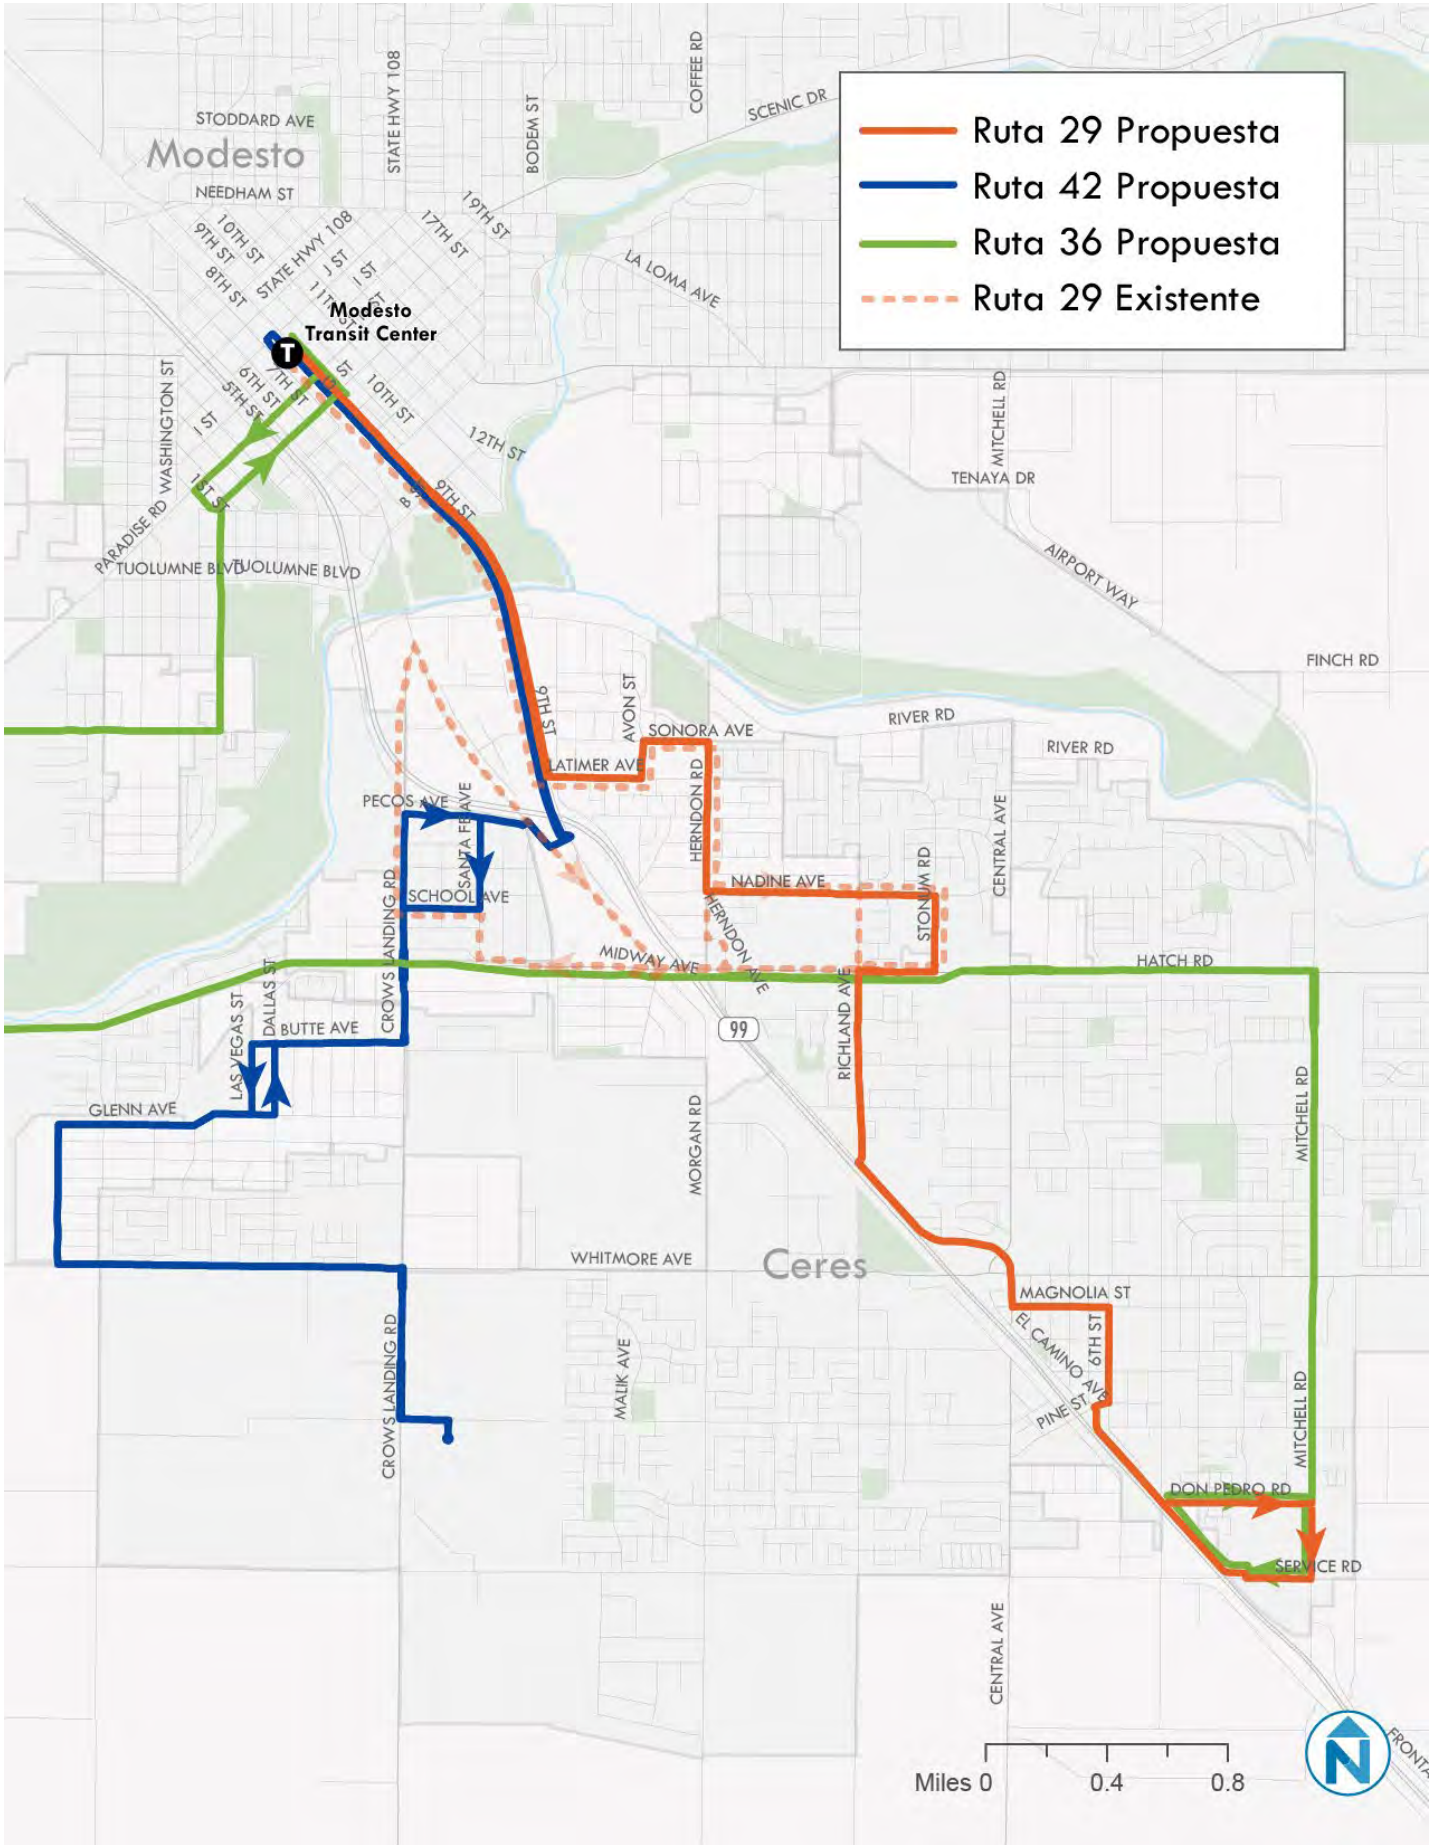 Ruta 29 Propuesta
Ruta 42 Propuesta
Ruta 36 Propuesta
Ruta 29 Existente
COFFEE RD
STATE HWY 108
BODEM ST
SCENIC DR
STODDARD AVE
Modesto
NEEDHAM ST
19TH ST
17TH ST
10TH ST
9TH ST
8TH ST
STATE HWY 108
J ST
I ST
11TH ST
LA LOMA AVE
Modesto
Transit Center
T
7TH ST
6TH ST
5TH ST
I ST
10TH ST
12TH ST
WASHINGTON ST
MITCHELL RD
TENAYA DR
1ST ST
9TH ST
B ST
PARADISE RD
TUOLUMNE BLVD
TUOLUMNE BLVD
AIRPORT WAY
FINCH RD
9TH ST
AVON ST
SONORA AVE
RIVER RD
RIVER RD
LATIMER AVE
HERNDON RD
PECOS AVE
SANTA FE AVE
CENTRAL AVE
NADINE AVE
STONUM RD
SCHOOL AVE
CROWS LANDING RD
HERNDON AVE
MIDWAY AVE
HATCH RD
LAS VEGAS ST
DALLAS ST
BUTTE AVE
99
RICHLAND AVE
GLENN AVE
MORGAN RD
MITCHELL RD
WHITMORE AVE
Ceres
MAGNOLIA ST
6TH ST
EL CAMINO AVE
PINE ST
CROWS LANDING RD
MALIK AVE
MITCHELL RD
DON PEDRO RD
SERVICE RD
CENTRAL AVE
Miles 0 0.4 0.8
N